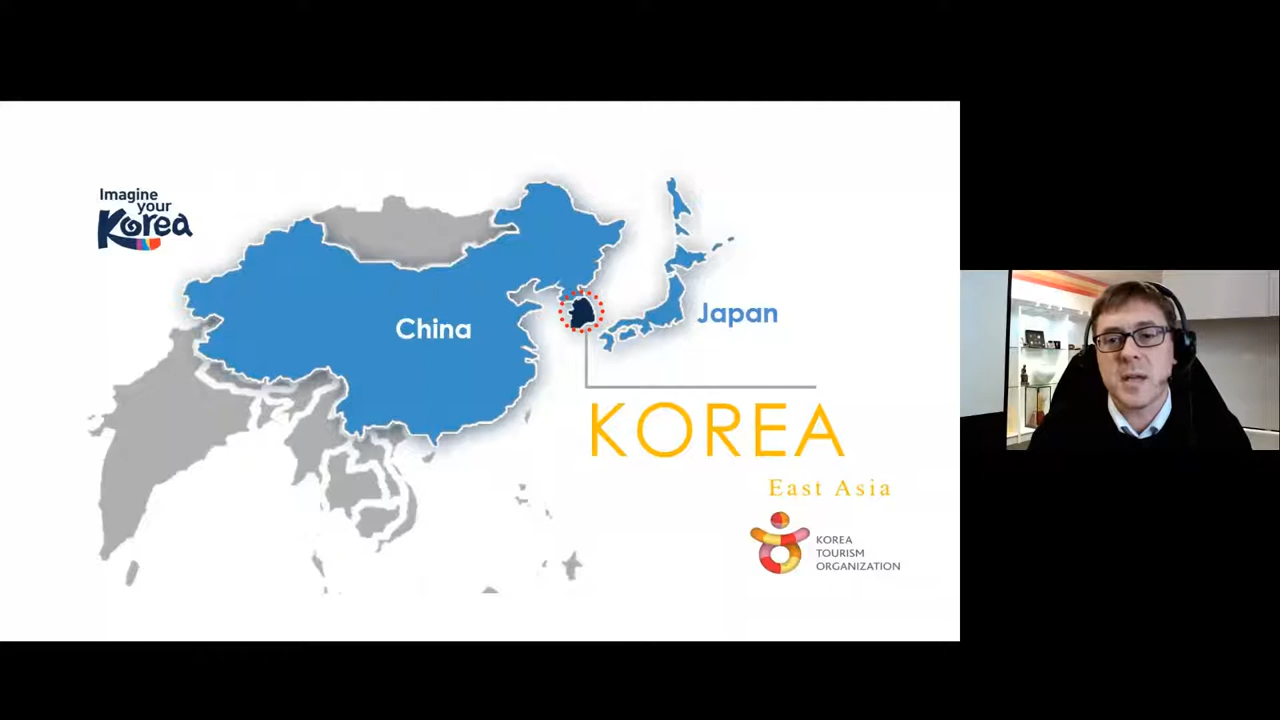 Imagine
your
Korea
China
Japan
KOREA
East Asia
KOREA
TOURISM
ORGANIZATION